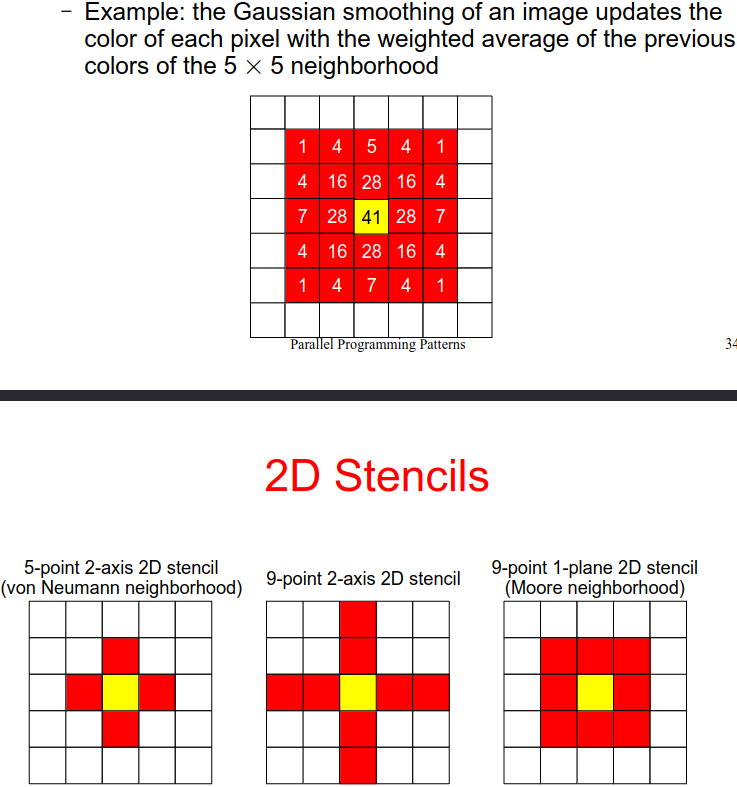 – Example: the Gaussian smoothing of an image updates the
color of each pixel with the weighted average of the previous
colors of the 5 × 5 neighborhood
1 4 5 4 1
4 16 28 16 4
7 28 41 28 7
4 16 28 16 4
1 4 7 4 1
Parallel Programming Patterns
34
2D Stencils
5-point 2-axis 2D stencil
(von Neumann neighborhood)
9-point 2-axis 2D stencil
9-point 1-plane 2D stencil
(Moore neighborhood)